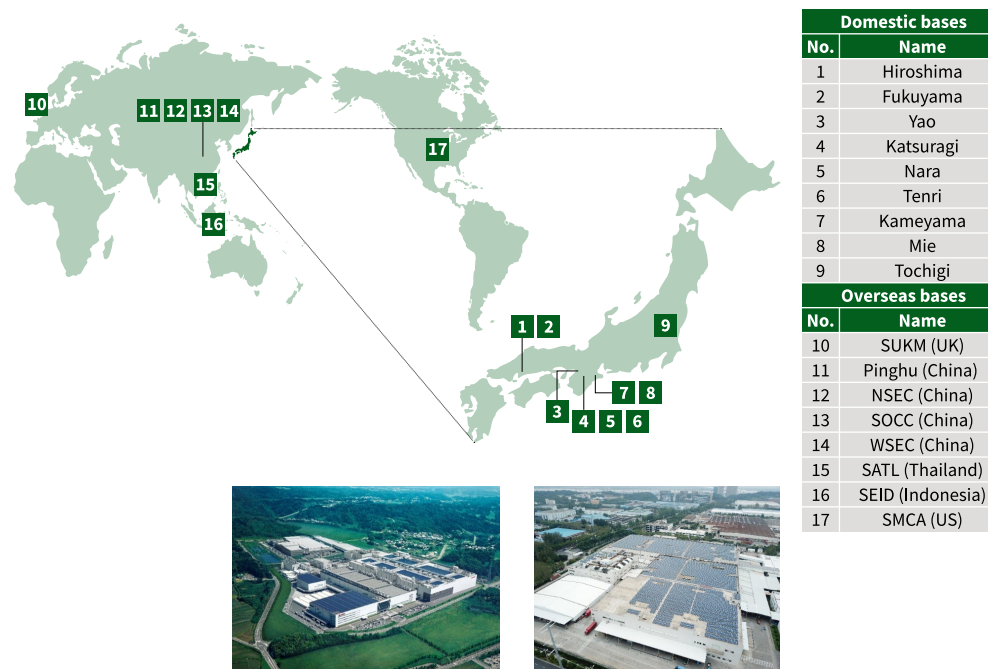 10
11 12 13 14
15
16
17
1 2
9
3
7 8
4 5 6
Domestic bases
No. Name
1 Hiroshima
2 Fukuyama
3 Yao
4 Katsuragi
5 Nara
6 Tenri
7 Kameyama
8 Mie
9 Tochigi
Overseas bases
No. Name
10 SUKM (UK)
11 Pinghu (China)
12 NSEC (China)
13 SOCC (China)
14 WSEC (China)
15 SATL (Thailand)
16 SEID (Indonesia)
17 SMCA (US)